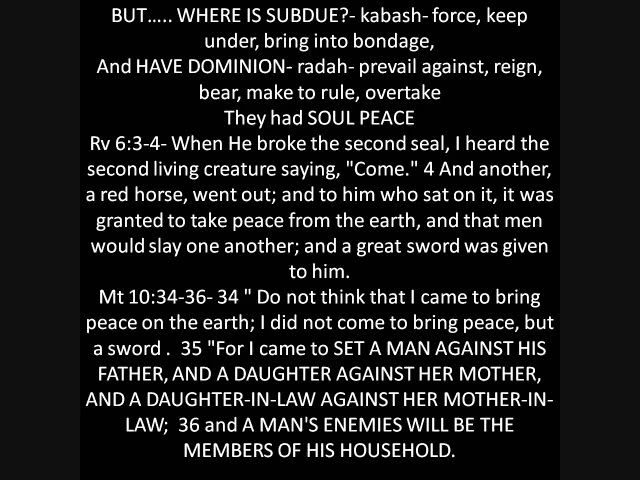 BUT….. WHERE IS SUBDUE?- kabash- force, keep
under, bring into bondage,
And HAVE DOMINION- radah- prevail against, reign,
bear, make to rule, overtake
They had SOUL PEACE
Rv 6:3-4- When He broke the second seal, I heard the
second living creature saying, "Come." 4 And another,
a red horse, went out; and to him who sat on it, it was
granted to take peace from the earth, and that men
would slay one another; and a great sword was given
to him.
Mt 10:34-36- 34 " Do not think that I came to bring
peace on the earth; I did not come to bring peace, but
a sword .  35 "For I came to SET A MAN AGAINST HIS
FATHER, AND A DAUGHTER AGAINST HER MOTHER,
AND A DAUGHTER-IN-LAW AGAINST HER MOTHER-IN-
LAW;  36 and A MAN'S ENEMIES WILL BE THE
MEMBERS OF HIS HOUSEHOLD.